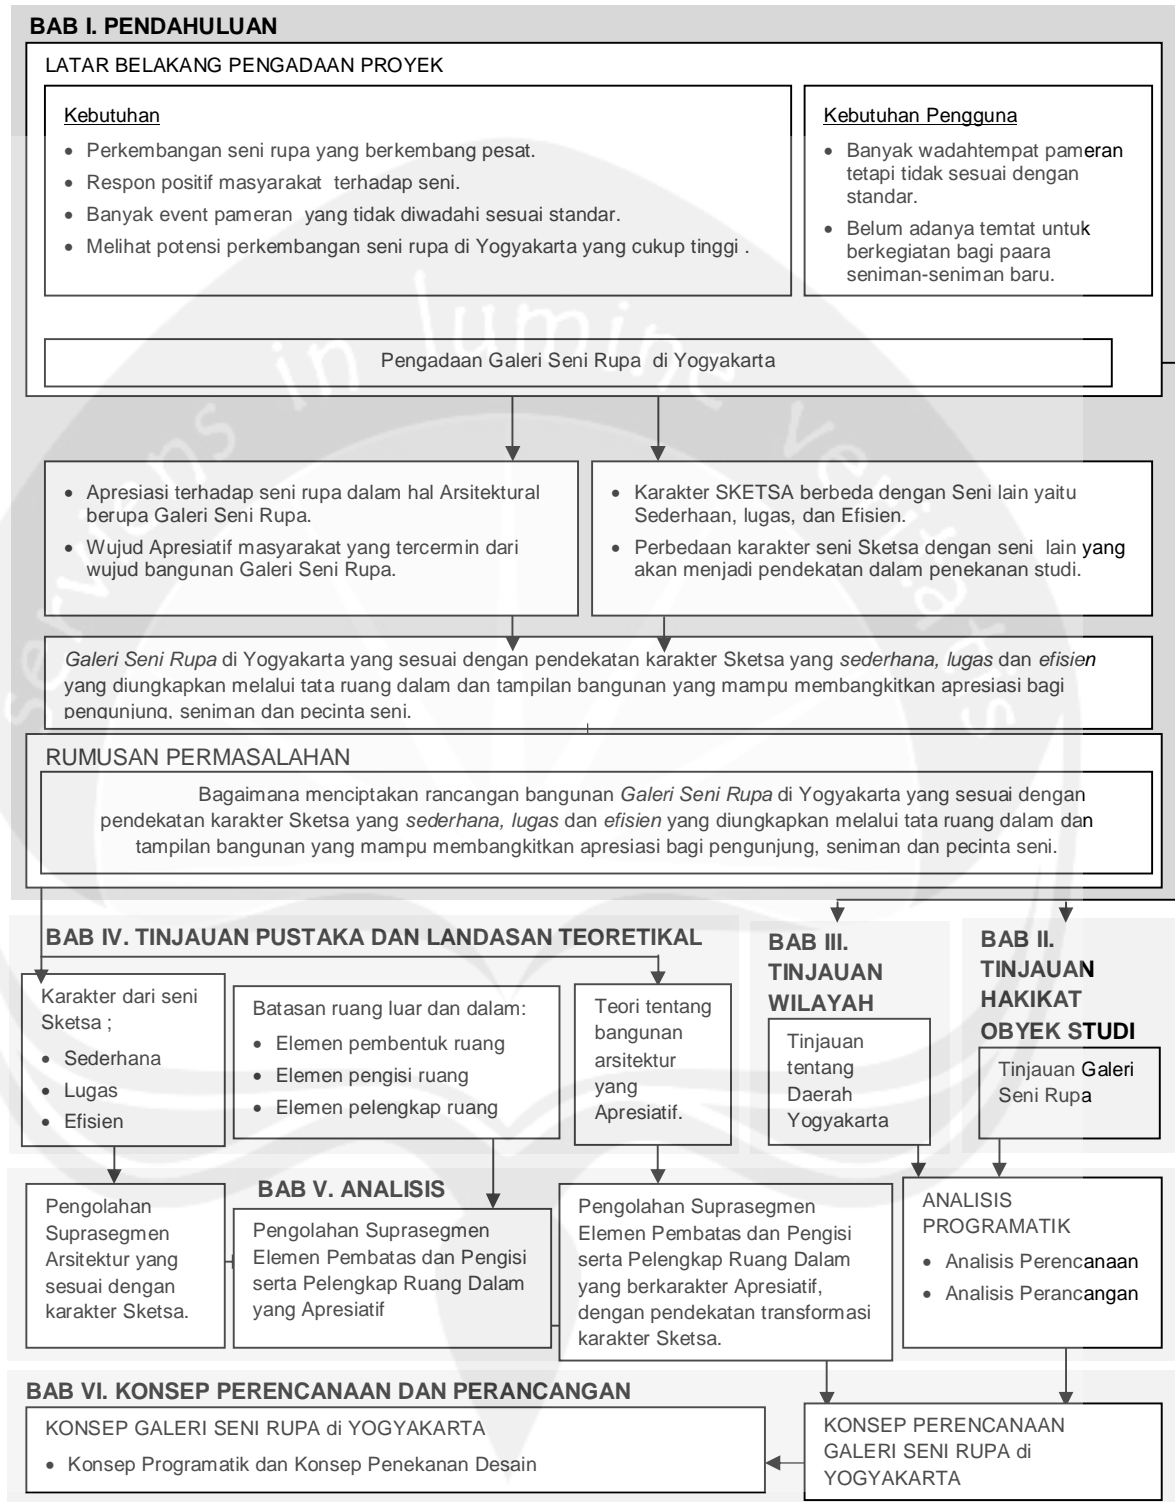 BAB I. PENDAHULUAN
LATAR BELAKANG PENGADAAN PROYEK
Kebutuhan
• Perkembangan seni rupa yang berkembang pesat.
• Respon positif masyarakat terhadap seni.
• Banyak event pameran yang tidak diwadahi sesuai standar.
• Melihat potensi perkembangan seni rupa di Yogyakarta yang cukup tinggi .
Kebutuhan Pengguna
• Banyak wadahtempat pameran
tetapi tidak sesuai dengan
standar.
• Belum adanya temtat untuk
berkegiatan bagi paara
seniman-seniman baru.
Pengadaan Galeri Seni Rupa di Yogyakarta
• Apresiasi terhadap seni rupa dalam hal Arsitektural
berupa Galeri Seni Rupa.
• Wujud Apresiatif masyarakat yang tercermin dari
wujud bangunan Galeri Seni Rupa.
• Karakter SKETSA berbeda dengan Seni lain yaitu
Sederhaan, lugas, dan Efisien.
• Perbedaan karakter seni Sketsa dengan seni lain yang
akan menjadi pendekatan dalam penekanan studi.
Galeri Seni Rupa di Yogyakarta yang sesuai dengan pendekatan karakter Sketsa yang sederhana, lugas dan efisien
yang diungkapkan melalui tata ruang dalam dan tampilan bangunan yang mampu membangkitkan apresiasi bagi
pengunjung, seniman dan pecinta seni.
RUMUSAN PERMASALAHAN
Bagaimana menciptakan rancangan bangunan Galeri Seni Rupa di Yogyakarta yang sesuai dengan
pendekatan karakter Sketsa yang sederhana, lugas dan efisien yang diungkapkan melalui tata ruang dalam dan
tampilan bangunan yang mampu membangkitkan apresiasi bagi pengunjung, seniman dan pecinta seni.
BAB IV. TINJAUAN PUSTAKA DAN LANDASAN TEORETIKAL
Karakter dari seni
Sketsa ;
• Sederhana
• Lugas
• Efisien
Batasan ruang luar dan dalam:
• Elemen pembentuk ruang
• Elemen pengisi ruang
• Elemen pelengkap ruang
Teori tentang
bangunan
arsitektur
yang
Apresiatif.
BAB III.
TINJAUAN
WILAYAH
Tinjauan
tentang
Daerah
Yogyakarta
BAB II.
TINJAUAN
HAKIKAT
OBYEK STUDI
Tinjauan Galeri
Seni Rupa
BAB V. ANALISIS
Pengolahan
Suprasegmen
Arsitektur yang
sesuai dengan
karakter Sketsa.
Pengolahan Suprasegmen
Elemen Pembatas dan Pengisi
serta Pelengkap Ruang Dalam
yang Apresiatif
Pengolahan Suprasegmen
Elemen Pembatas dan Pengisi
serta Pelengkap Ruang Dalam
yang berkarakter Apresiatif,
dengan pendekatan transformasi
karakter Sketsa.
ANALISIS
PROGRAMATIK
• Analisis Perencanaan
• Analisis Perancangan
BAB VI. KONSEP PERENCANAAN DAN PERANCANGAN
KONSEP GALERI SENI RUPA di YOGYAKARTA
• Konsep Programatik dan Konsep Penekanan Desain
KONSEP PERENCANAAN
GALERI SENI RUPA di
YOGYAKARTA
serviens in lumine veritatis